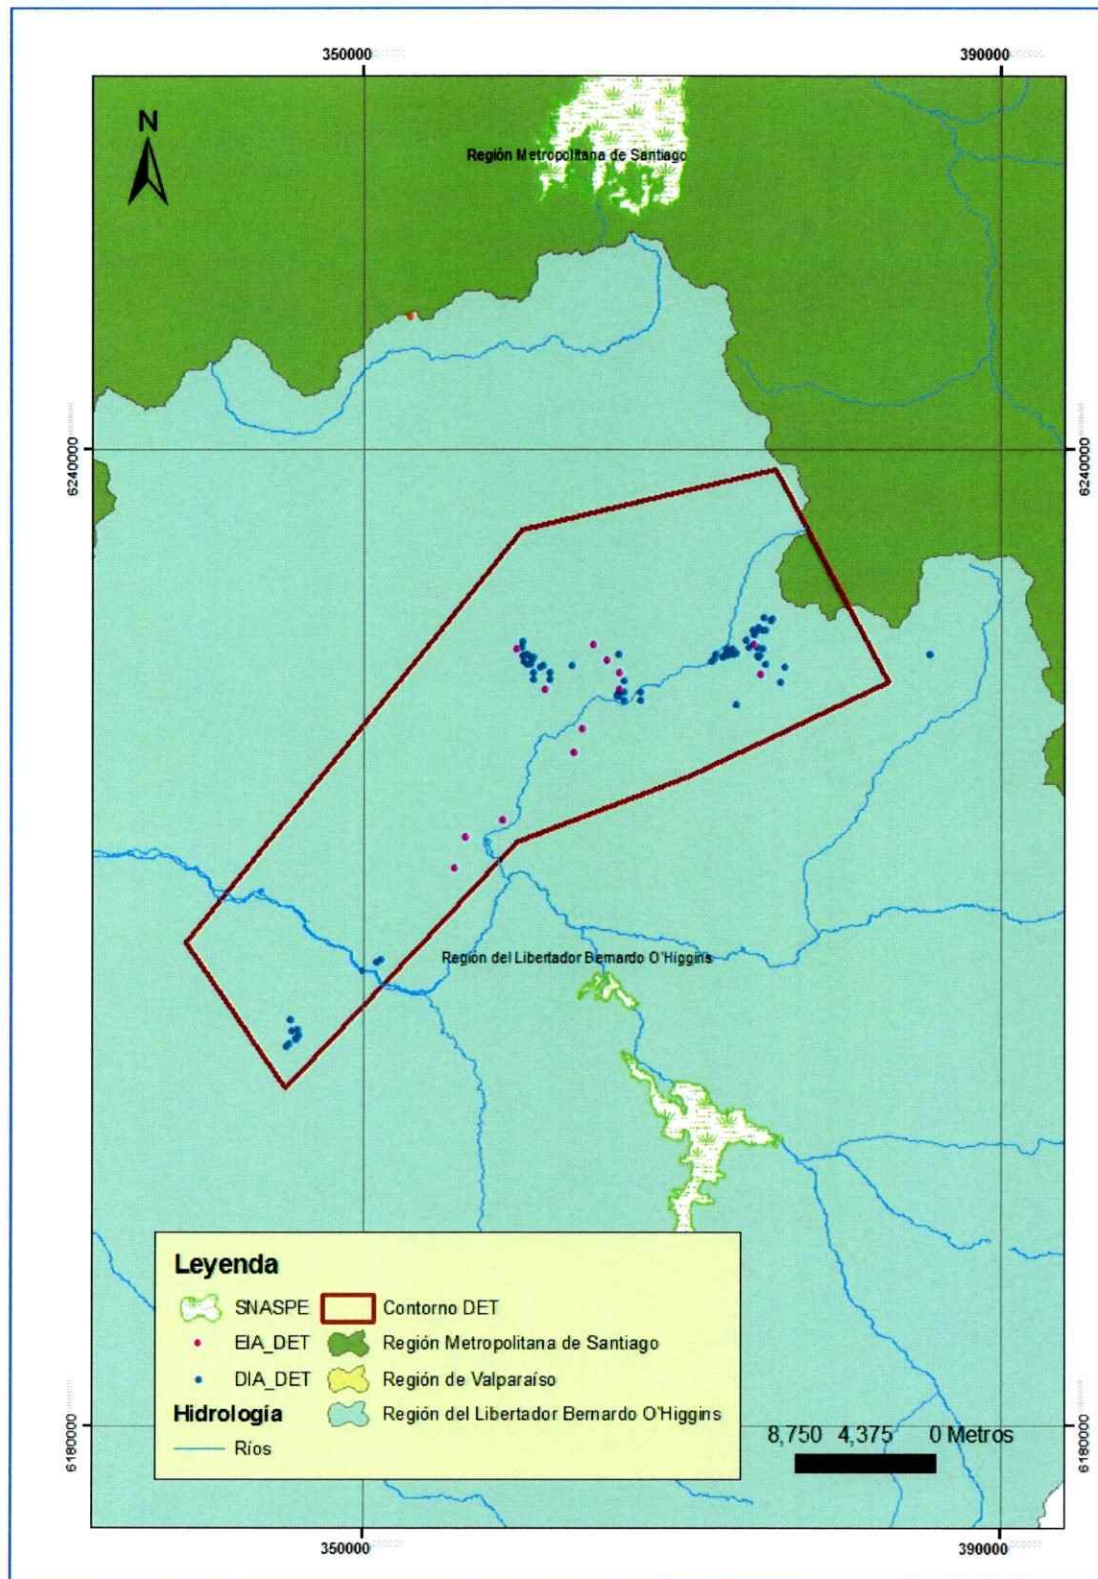 350000 390000
N
Región Metropolitana de Santiago
6240000 6240000
Región del Libertador Bernardo O'Higgins
Leyenda
SNASPE Contorno DET
EIA_DET Región Metropolitana de Santiago
DIA_DET Región de Valparaíso
Hidrología Región del Libertador Bernardo O'Higgins
Ríos
8,750 4,375 0 Metros
6180000 6180000
350000 390000